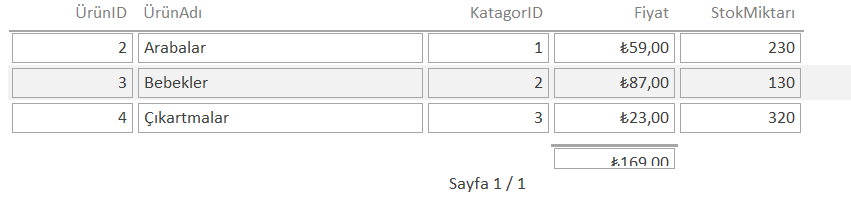 ÜrünID ÜrünAdı KatagorID Fiyat StokMiktarı
2 Arabalar 1 ₺59,00 230
3 Bebekler 2 ₺87,00 130
4 Çıkartmalar 3 ₺23,00 320
₺169,00
Sayfa 1 / 1